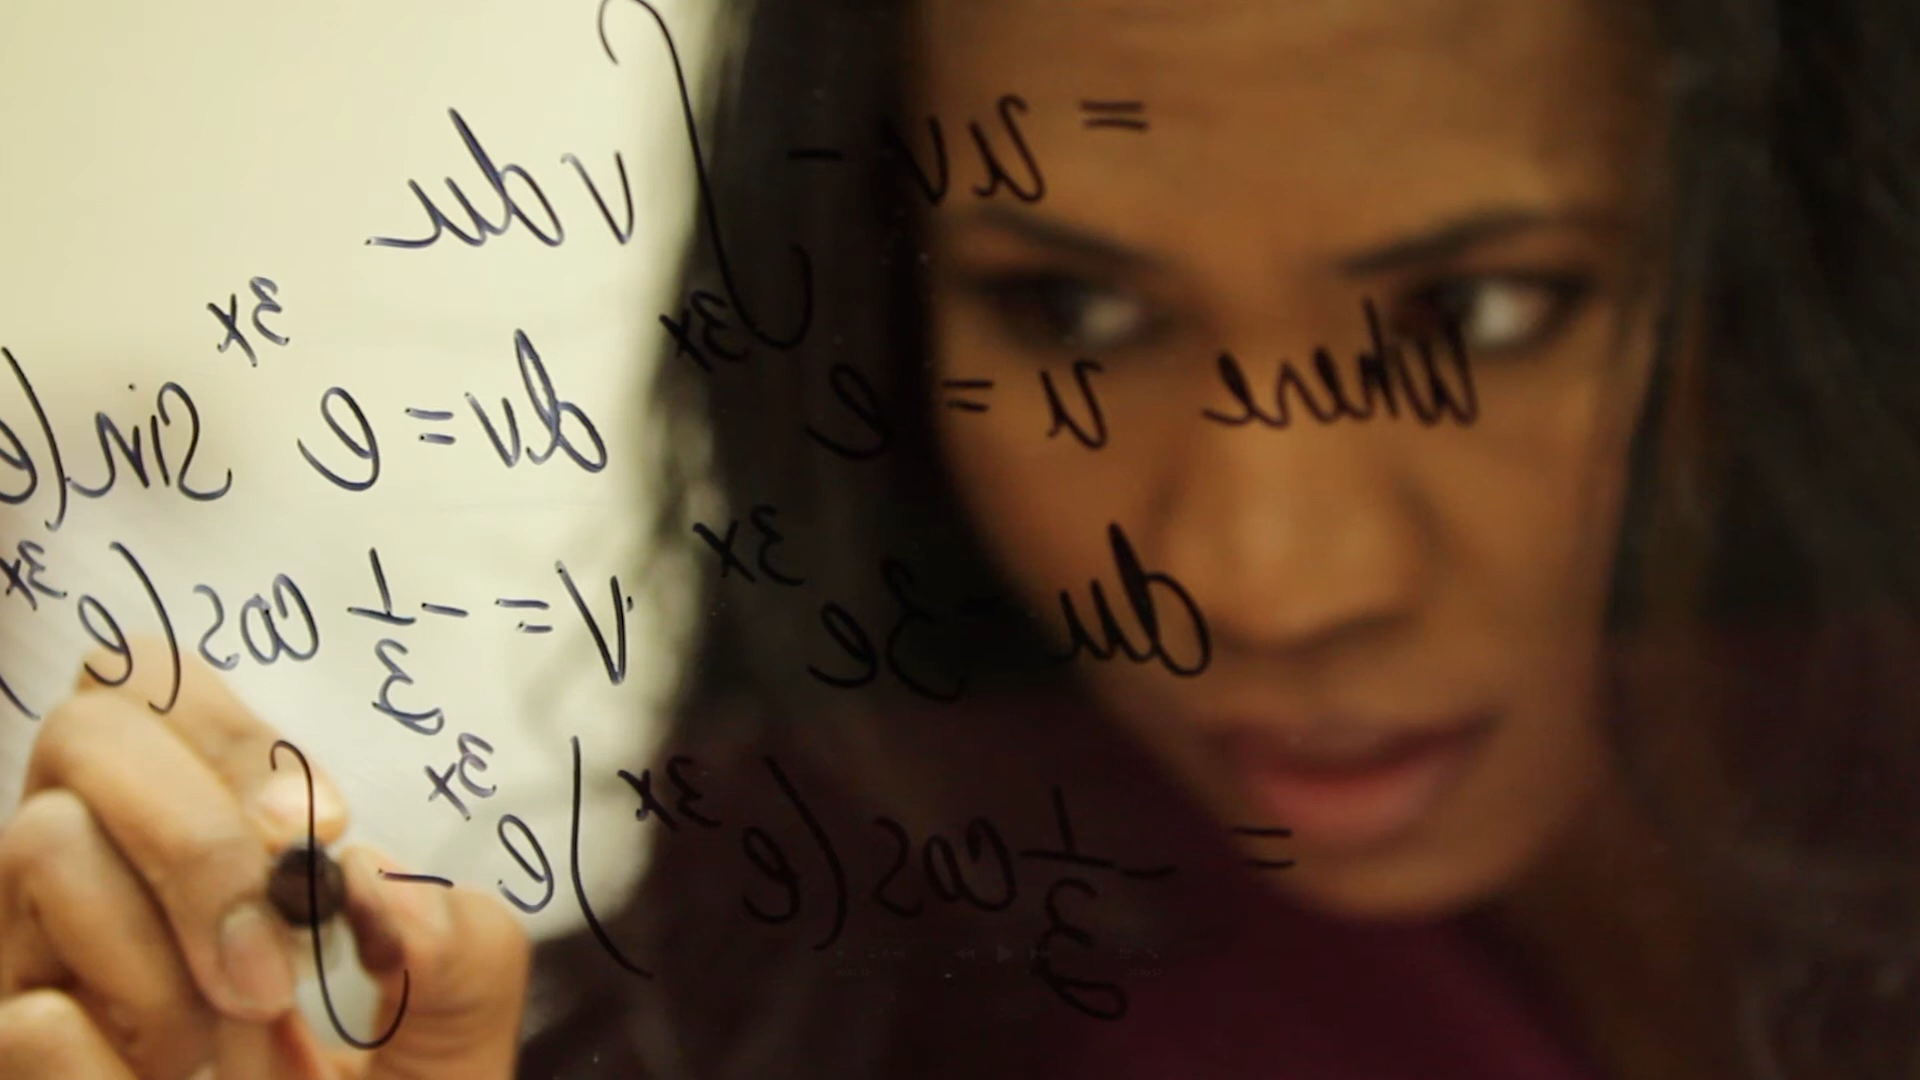 = uv - ∫ v du
where u = e^{3x} dv = e^{3x} sin(e
du = 3e^{3x} v = -1/3 cos(e^{3x})
= -1/3 cos(e^{3x}) e^{3x} - ∫